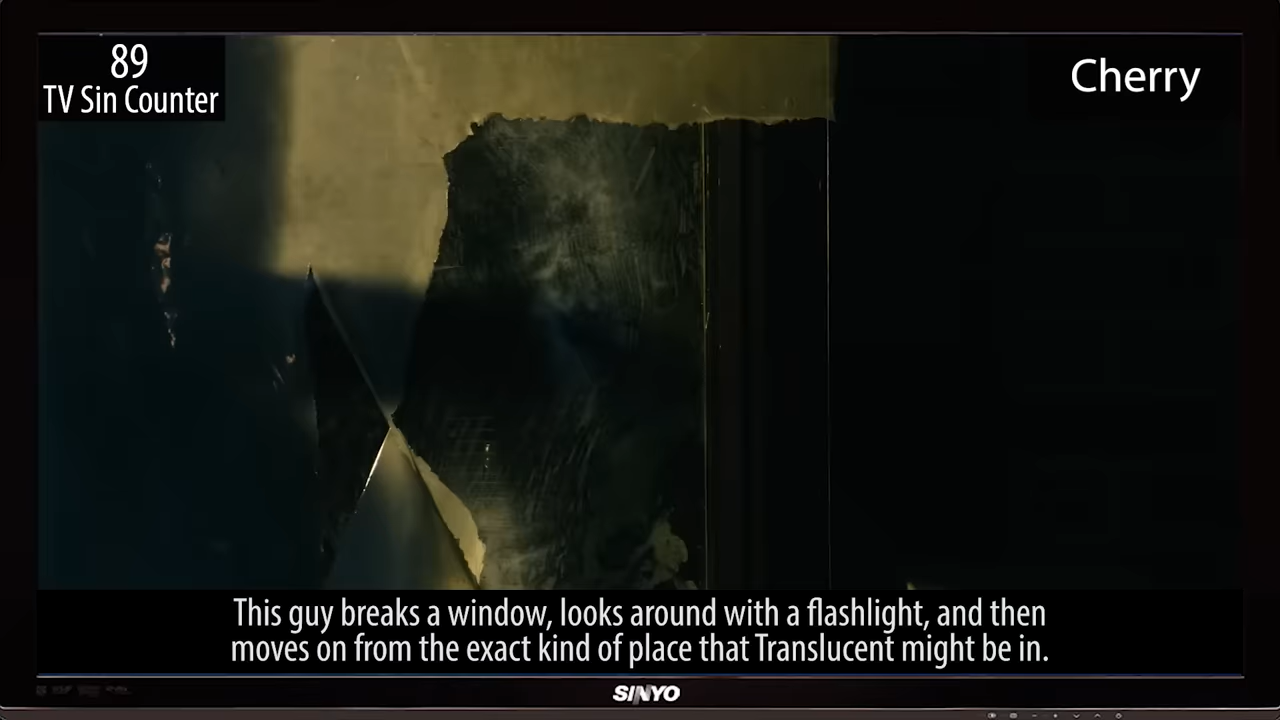 89
TV Sin Counter
Cherry
This guy breaks a window, looks around with a flashlight, and then
moves on from the exact kind of place that Translucent might be in.
SINYO